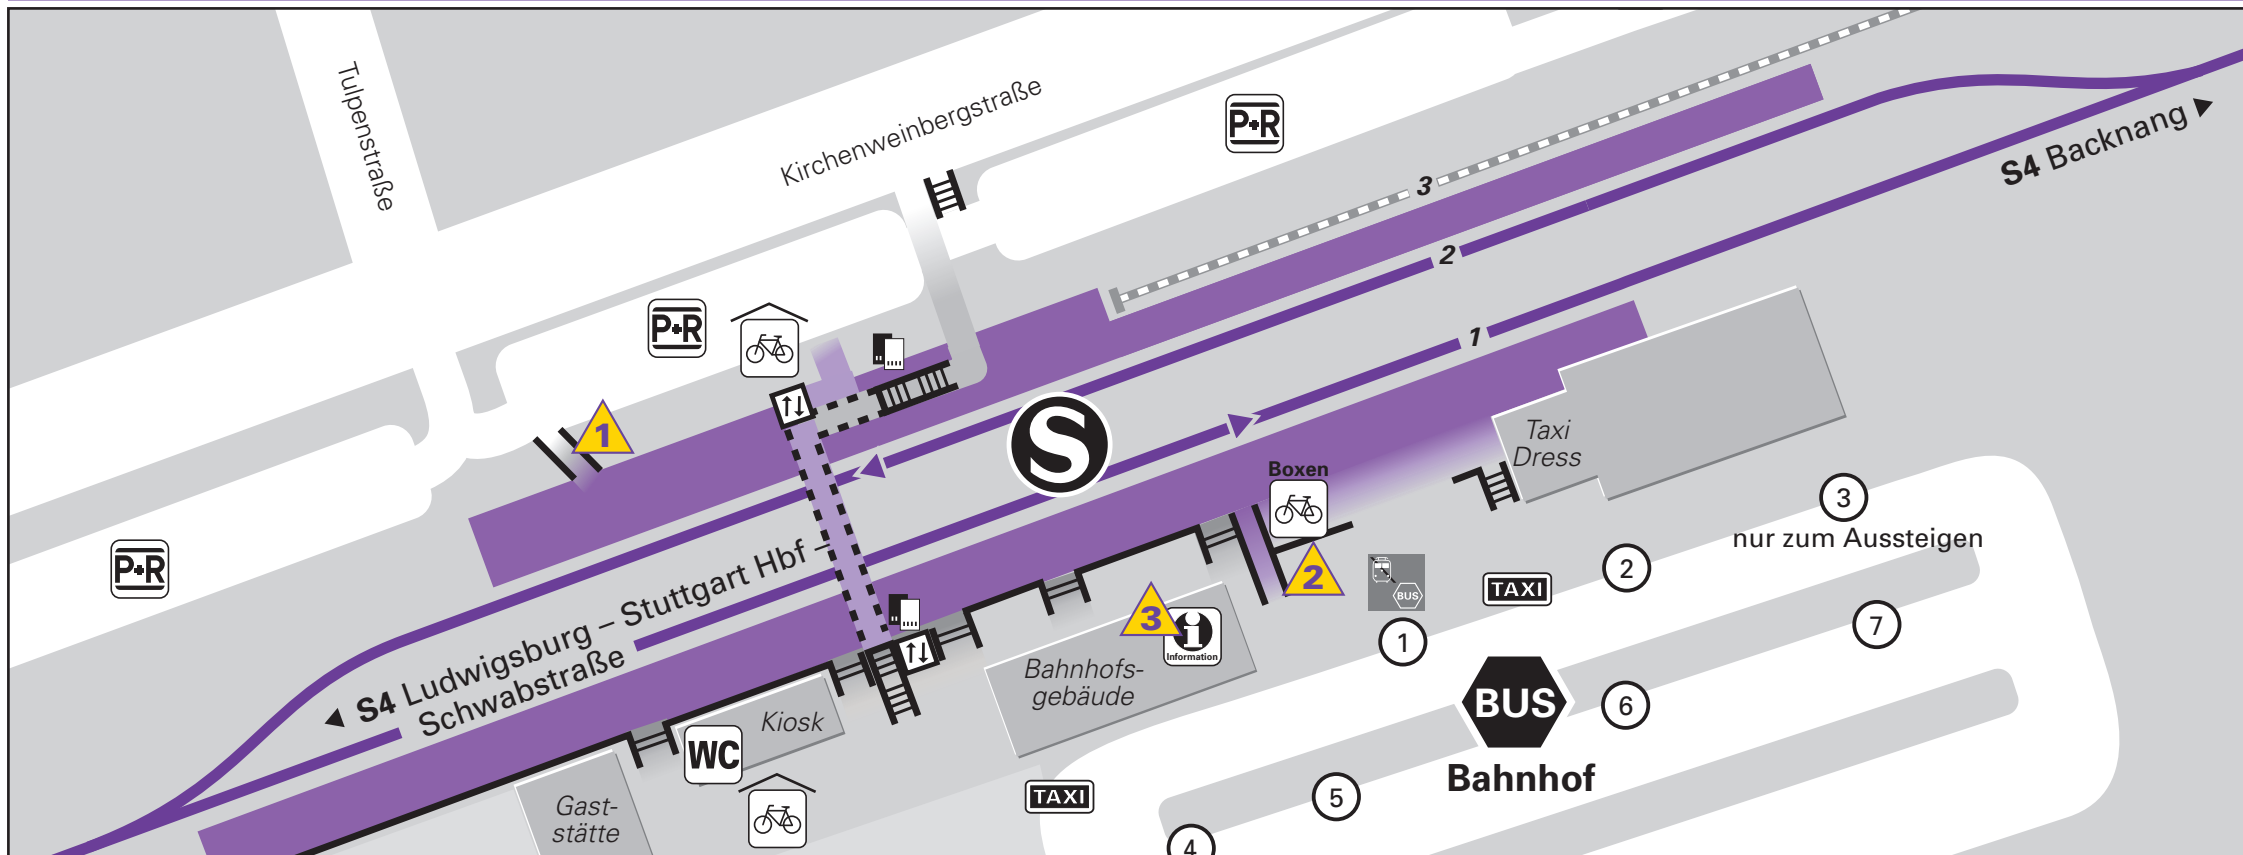 Tulpenstraße
Kirchenweinbergstraße
P+R
3
S4 Backnang
2
1
P+R
1
S
Boxen
Taxi
Dress
3
nur zum Aussteigen
P+R
2
BUS
TAXI
2
1
7
3
Information
Bahnhofs-
gebäude
S4 Ludwigsburg – Stuttgart Hbf –
Schwabstraße
Kiosk
WC
BUS
6
Bahnhof
TAXI
5
Gast-
stätte
4